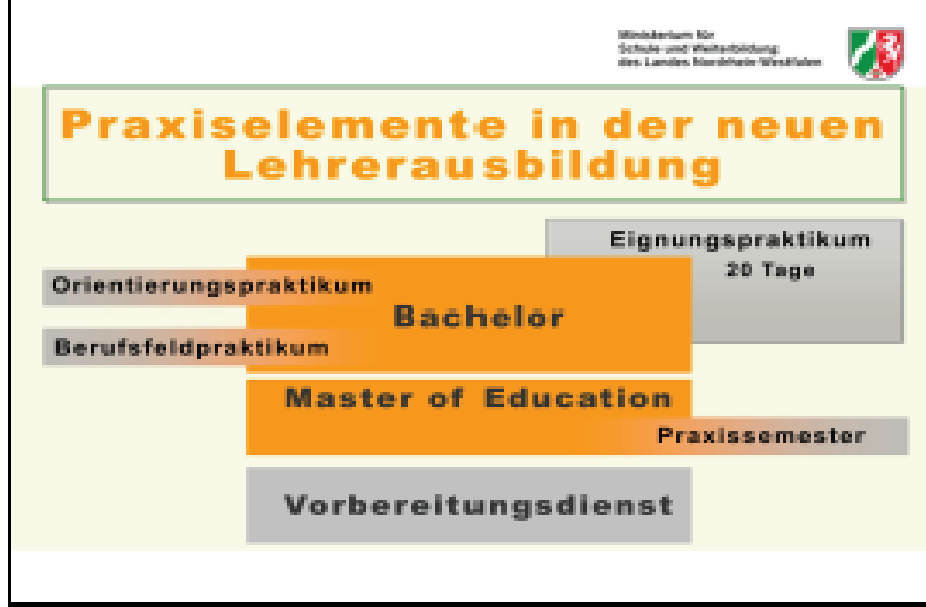 Ministerium für
Schule und Weiterbildung
des Landes Nordrhein-Westfalen
Praxiselemente in der neuen
Lehrerausbildung
Eignungspraktikum
20 Tage
Orientierungspraktikum
Bachelor
Berufsfeldpraktikum
Master of Education
Praxissemester
Vorbereitungsdienst